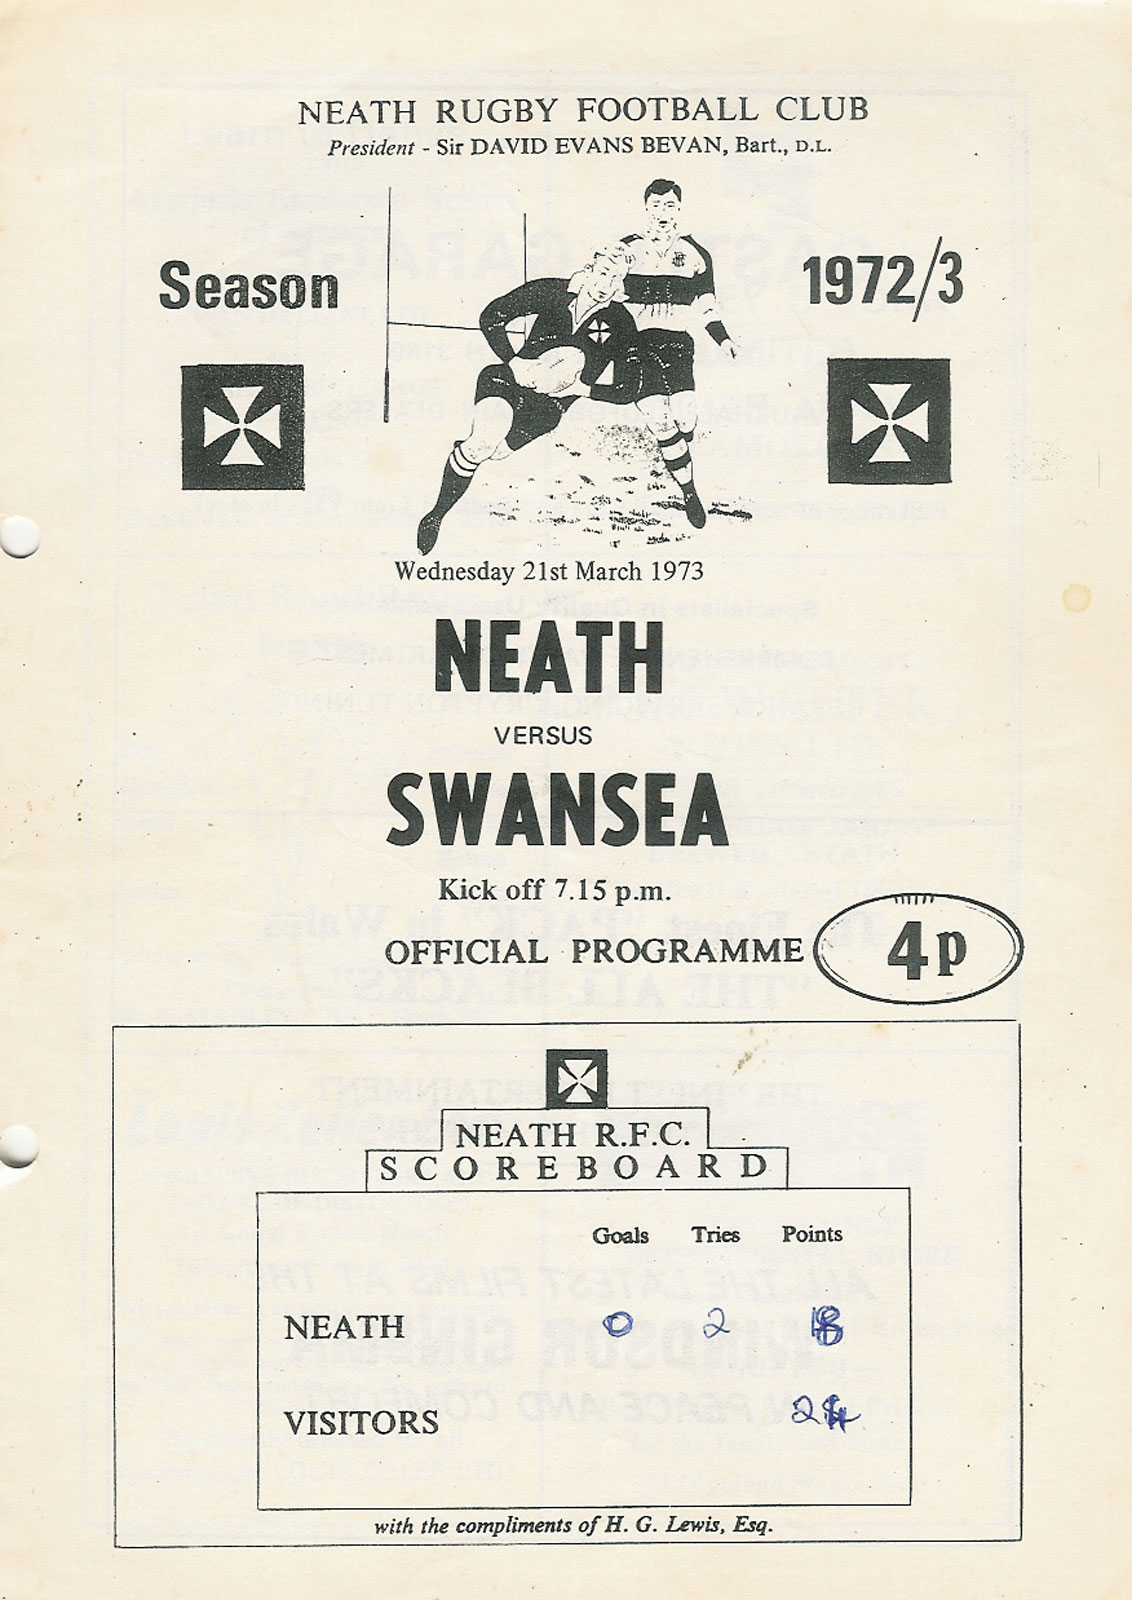 NEATH RUGBY FOOTBALL CLUB
President - Sir DAVID EVANS BEVAN, Bart., D.L.
Season 1972/3
Wednesday 21st March 1973
NEATH
VERSUS
SWANSEA
Kick off 7.15 p.m.
OFFICIAL PROGRAMME 4p
NEATH R.F.C.
SCOREBOARD
Goals Tries Points
NEATH 0 2
VISITORS
with the compliments of H. G. Lewis, Esq.